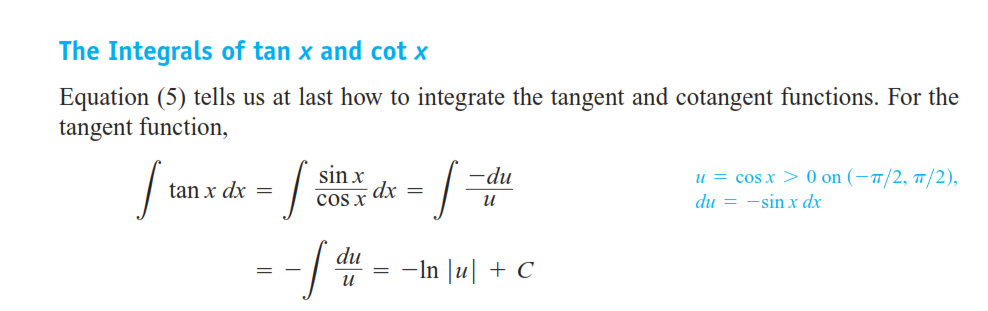 The Integrals of tan x and cot x
Equation (5) tells us at last how to integrate the tangent and cotangent functions. For the
tangent function,
∫ tan x dx = ∫ sin x / cos x dx = ∫ −du / u
u = cos x > 0 on (−π/2, π/2),
du = −sin x dx
= −∫ du / u = −ln |u| + C